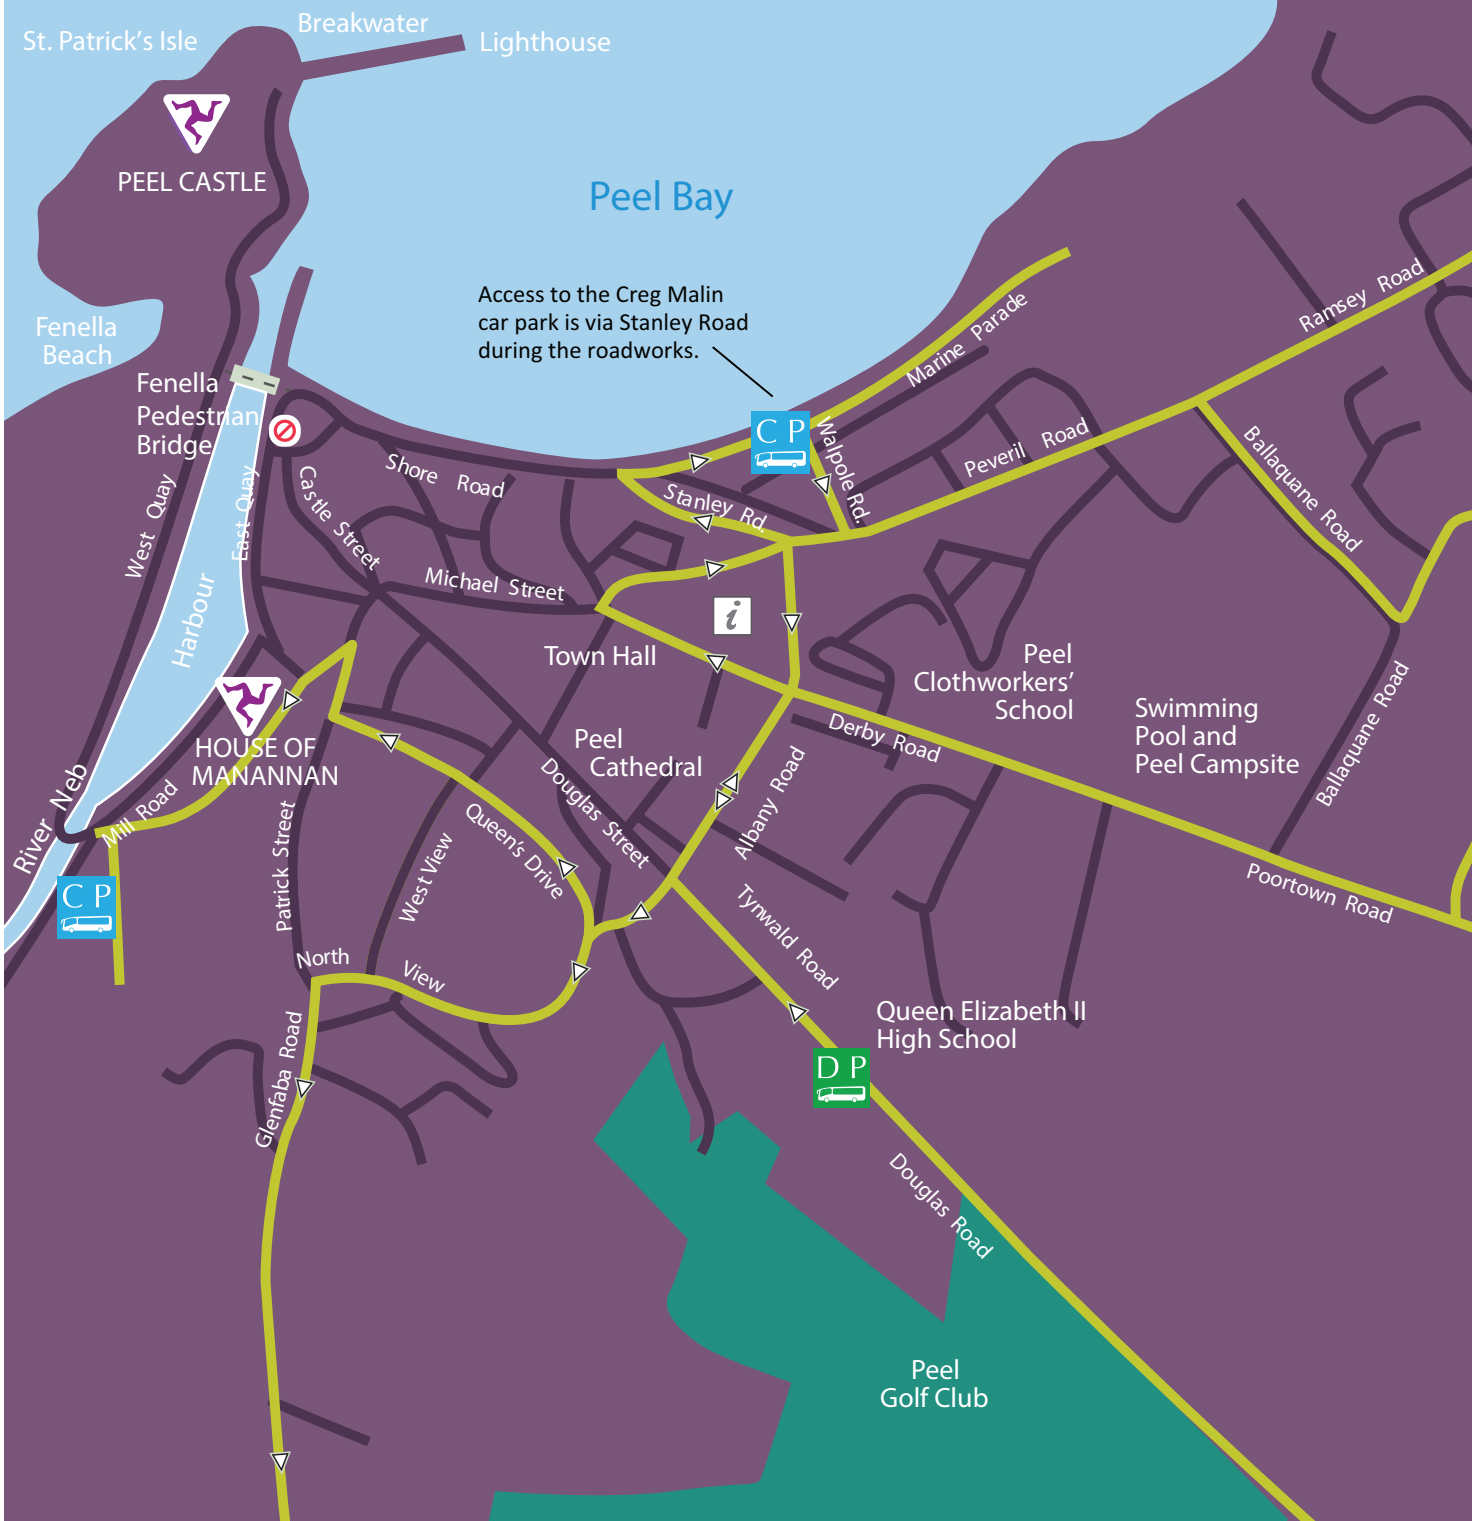 St. Patrick's Isle
Breakwater
Lighthouse
PEEL CASTLE
Peel Bay
Access to the Creg Malin
car park is via Stanley Road
during the roadworks.
Fenella
Beach
Fenella
Pedestrian
Bridge
Marine Parade
Ramsey Road
C P
Walpole Rd.
Peveril Road
Ballaquane Road
Shore Road
Stanley Rd.
West Quay
East Quay
Castle Street
Harbour
Michael Street
i
Town Hall
Peel
Clothworkers'
School
Swimming
Pool and
Peel Campsite
Ballaquane Road
Derby Road
HOUSE OF
MANANNAN
Peel
Cathedral
Douglas Street
Albany Road
River Neb
Mill Road
Patrick Street
West View
Queen's Drive
C P
Poortown Road
Tynwald Road
North View
Queen Elizabeth II
High School
Glenfaba Road
D P
Douglas Road
Peel
Golf Club